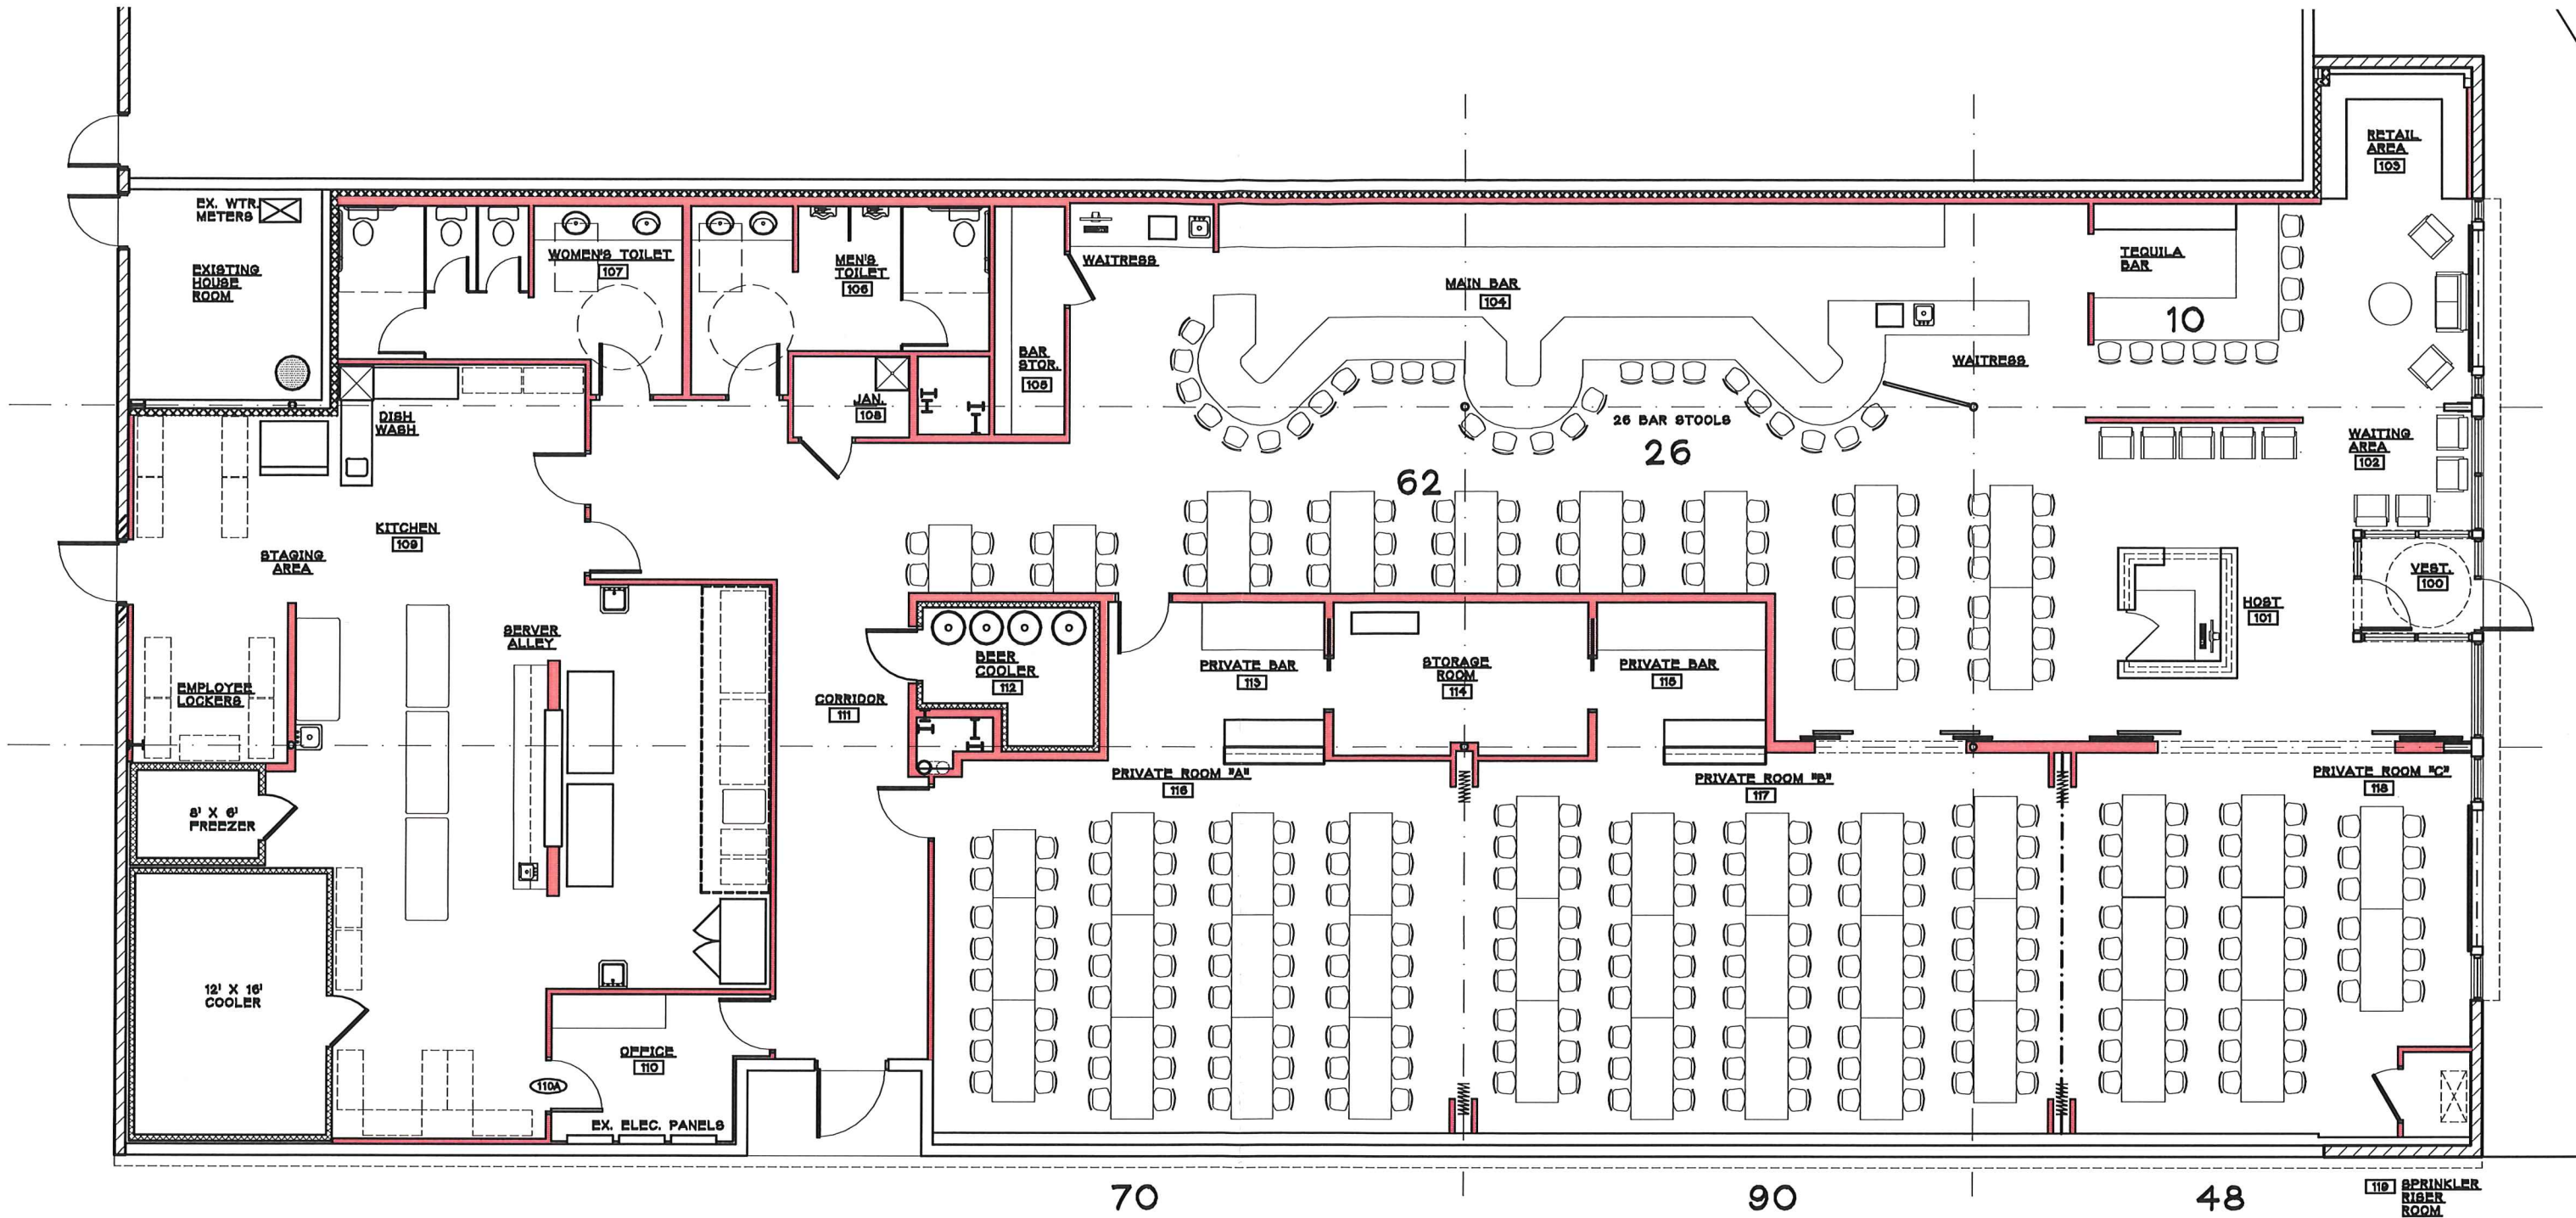 RETAIL
AREA
103
EX. WTR.
METERS
EXISTING
HOUSE
ROOM
WOMEN'S TOILET
107
MEN'S
TOILET
106
WAITRESS
MAIN BAR
104
TEQUILA
BAR
10
BAR
STOR.
105
WAITRESS
JAN.
108
DISH
WASH
26 BAR STOOLS
26
62
WAITING
AREA
102
KITCHEN
109
STAGING
AREA
VEST.
100
HOST
101
SERVER
ALLEY
BEER
COOLER
112
PRIVATE BAR
113
STORAGE
ROOM
114
PRIVATE BAR
115
EMPLOYEE
LOCKERS
CORRIDOR
111
PRIVATE ROOM "A"
116
PRIVATE ROOM "B"
117
PRIVATE ROOM "C"
118
8' X 6'
FREEZER
12' X 16'
COOLER
OFFICE
110
110A
EX. ELEC. PANELS
70
90
48
119 SPRINKLER
RISER
ROOM